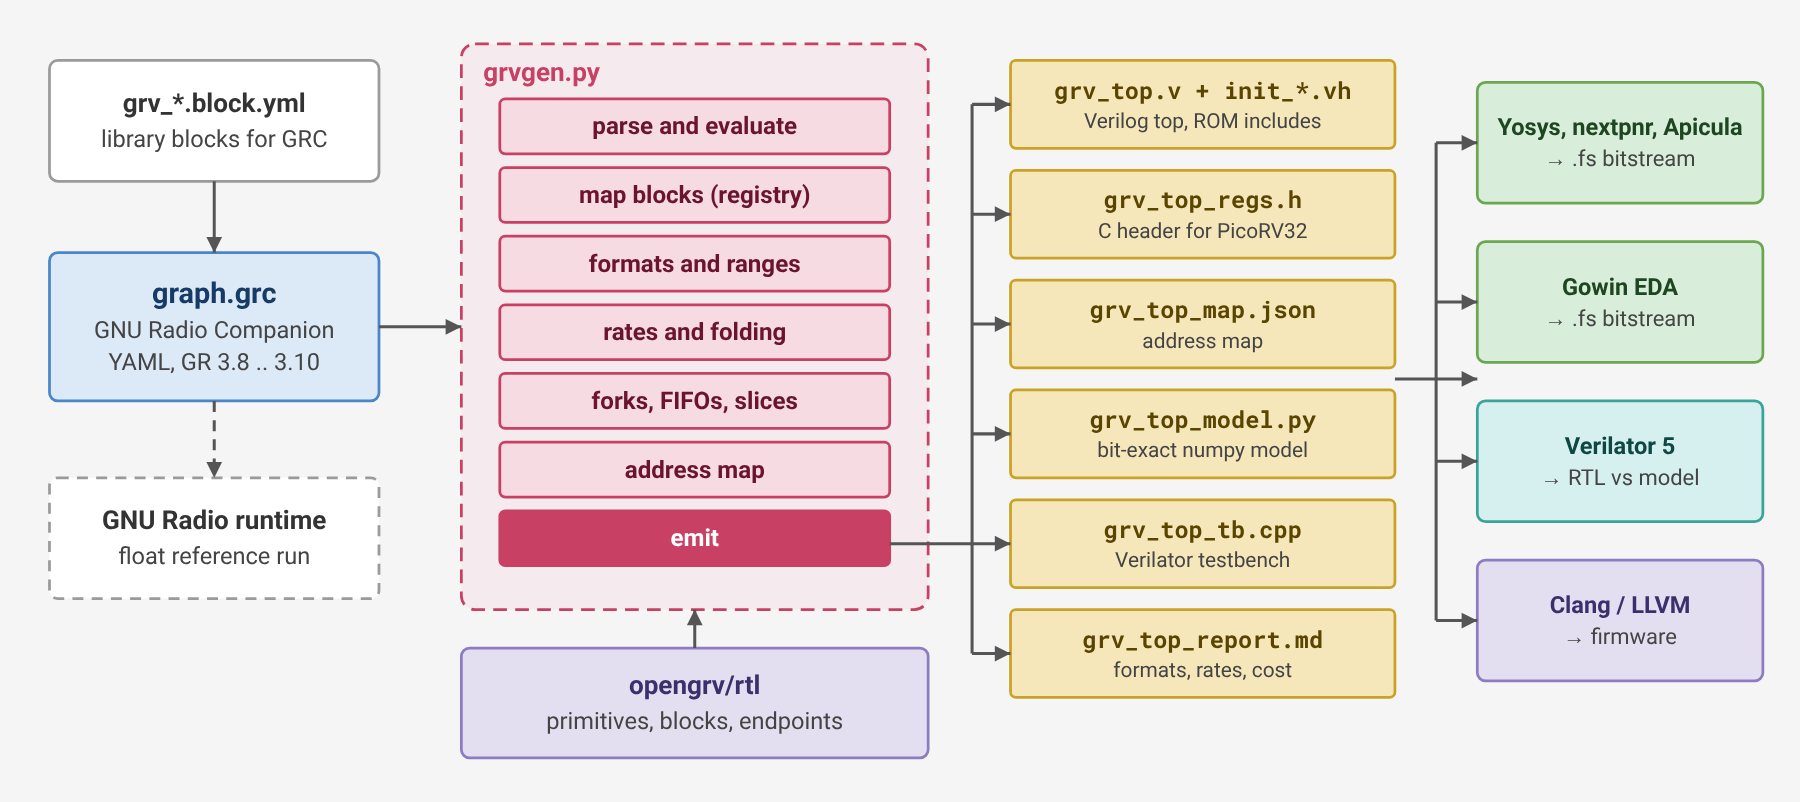 grv_*.block.yml
library blocks for GRC
graph.grc
GNU Radio Companion
YAML, GR 3.8 .. 3.10
GNU Radio runtime
float reference run
grvgen.py
parse and evaluate
map blocks (registry)
formats and ranges
rates and folding
forks, FIFOs, slices
address map
emit
opengrv/rtl
primitives, blocks, endpoints
grv_top.v + init_*.vh
Verilog top, ROM includes
grv_top_regs.h
C header for PicoRV32
grv_top_map.json
address map
grv_top_model.py
bit-exact numpy model
grv_top_tb.cpp
Verilator testbench
grv_top_report.md
formats, rates, cost
Yosys, nextpnr, Apicula
→ .fs bitstream
Gowin EDA
→ .fs bitstream
Verilator 5
→ RTL vs model
Clang / LLVM
→ firmware